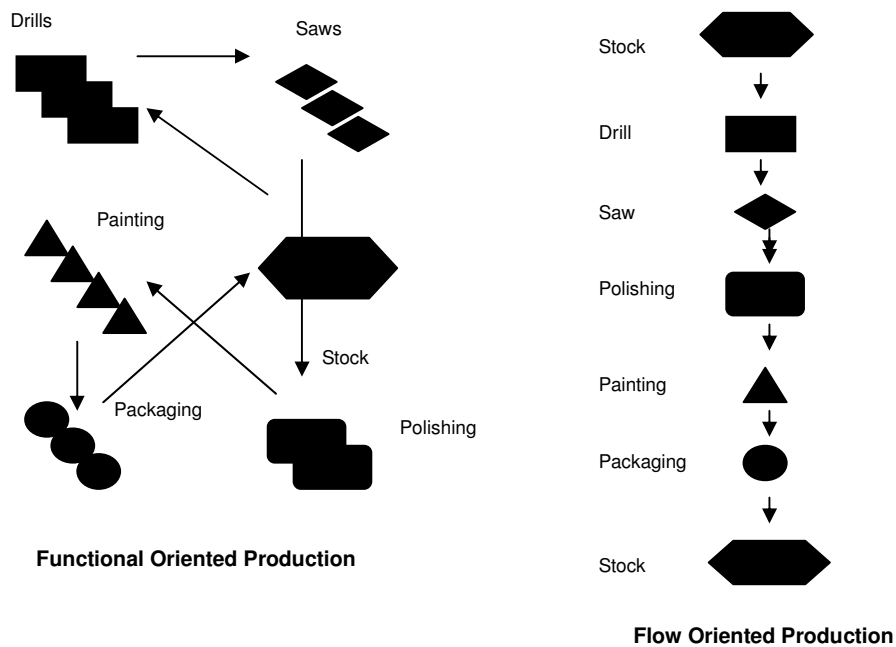 Drills
Saws
Painting
Stock
Packaging
Polishing
Functional Oriented Production
Stock
Drill
Saw
Polishing
Painting
Packaging
Stock
Flow Oriented Production